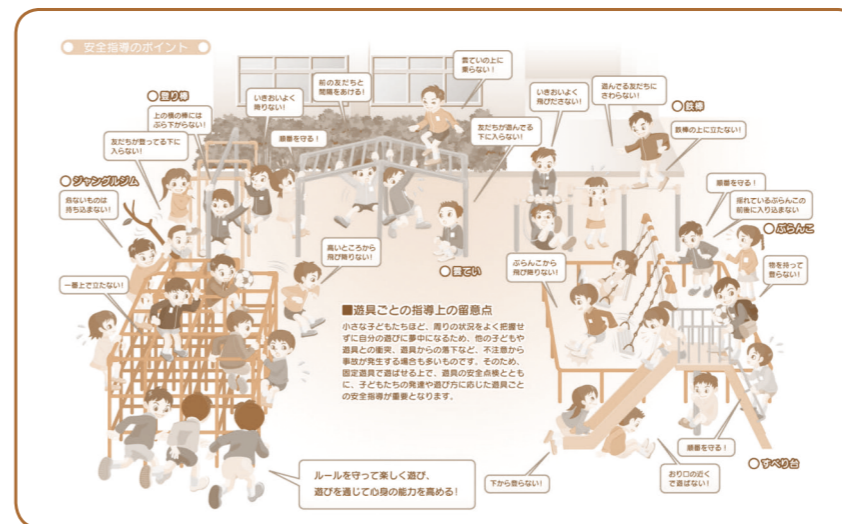 安全指導のポイント
●登り棒
上の横の棒には
ぶら下がらない！
友だちが登ってる下に
入らない！
いきおいよく
降りない！
順番を守る！
前の友だちと
間隔をあける！
雲ていの上に
乗らない！
友だちが遊んでる
下に入らない！
●雲てい
いきおいよく
飛びださない！
遊んでる友だちに
さわらない！
●鉄棒
鉄棒の上に立たない！
●ジャングルジム
危ないものは
持ち込まない！
一番上で立たない！
高いところから
飛び降りない！
順番を守る！
揺れているぶらんこの
前後に入り込まない
●ぶらんこ
ぶらんこから
飛び降りない！
物を持って
登らない！
■遊具ごとの指導上の留意点
小さな子どもたちほど、周りの状況をよく把握せ
ずに自分の遊びに夢中になるため、他の子どもや
遊具との衝突、遊具からの落下など、不注意から
事故が発生する場合も多いものです。そのため、
固定遊具で遊ばせる上で、遊具の安全点検ととも
に、子どもたちの発達や遊び方に応じた遊具ごと
の安全指導が重要となります。
順番を守る！
●すべり台
下から登らない！
おり口の近く
で遊ばない！
ルールを守って楽しく遊び、
遊びを通じて心身の能力を高める！